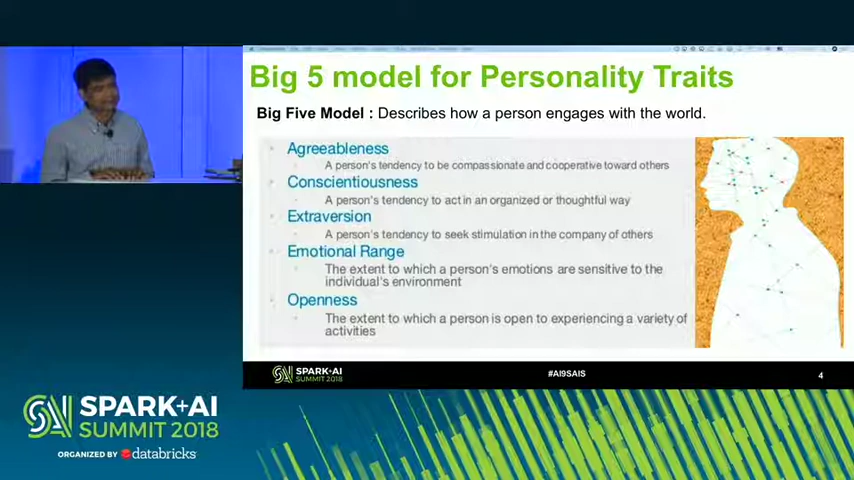 Big 5 model for Personality Traits
Big Five Model : Describes how a person engages with the world.
Agreeableness
A person's tendency to be compassionate and cooperative toward others
Conscientiousness
A person's tendency to act in an organized or thoughtful way
Extraversion
A person's tendency to seek stimulation in the company of others
Emotional Range
The extent to which a person's emotions are sensitive to the
individual's environment
Openness
The extent to which a person is open to experiencing a variety of
activities
SPARK+AI
SUMMIT 2018
#AI9SAIS
4
SPARK+AI
SUMMIT 2018
ORGANIZED BY databricks